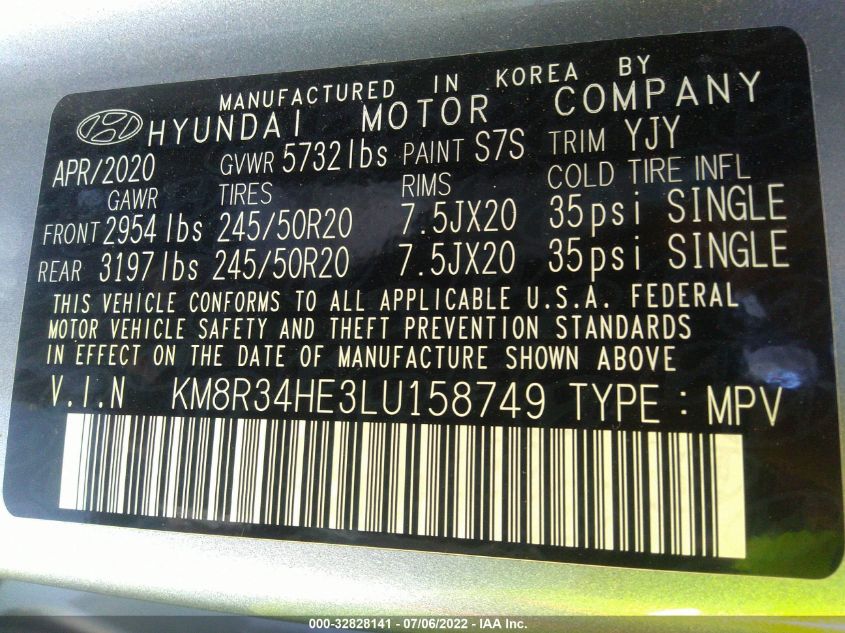 MANUFACTURED IN KOREA BY
HYUNDAI MOTOR COMPANY
APR/2020 GVWR 5732lbs PAINT S7S TRIM YJY
GAWR TIRES RIMS COLD TIRE INFL
FRONT 2954 lbs 245/50R20 7.5JX20 35psi SINGLE
REAR 3197lbs 245/50R20 7.5JX20 35psi SINGLE
THIS VEHICLE CONFORMS TO ALL APPLICABLE U.S.A. FEDERAL
MOTOR VEHICLE SAFETY AND THEFT PREVENTION STANDARDS
IN EFFECT ON THE DATE OF MANUFACTURE SHOWN ABOVE
V.I.N KM8R34HE3LU158749 TYPE : MPV
000-32828141 - 07/06/2022 - IAA Inc.